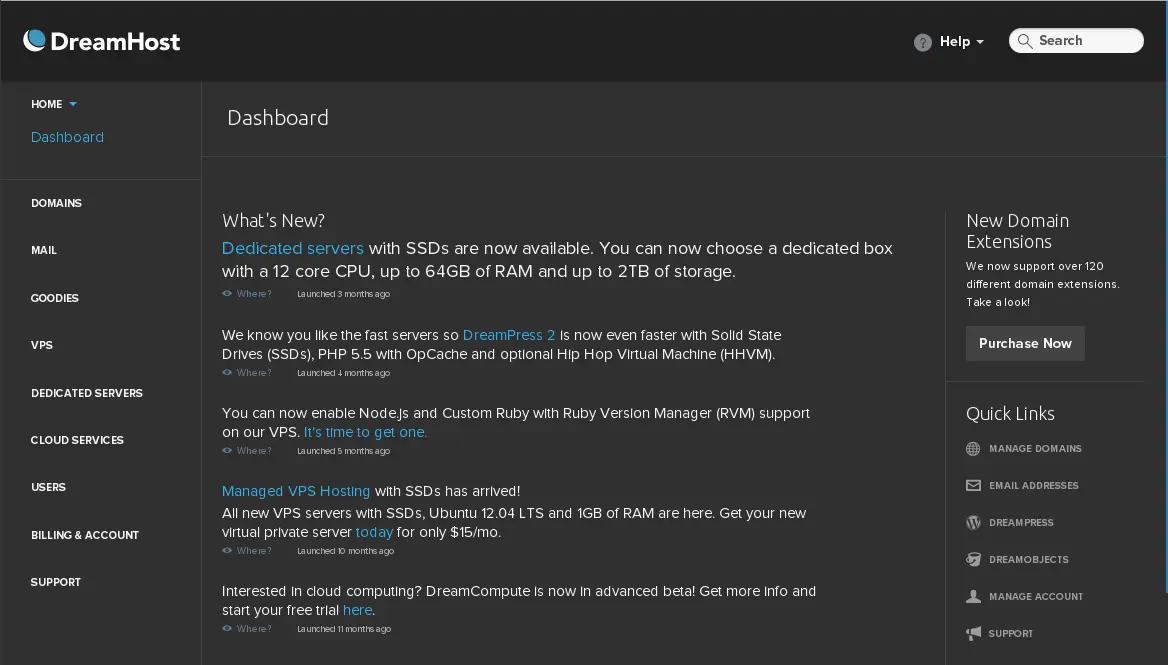 DreamHost
? Help
Search
HOME
Dashboard
DOMAINS
MAIL
GOODIES
VPS
DEDICATED SERVERS
CLOUD SERVICES
USERS
BILLING & ACCOUNT
SUPPORT
Dashboard
What's New?
Dedicated servers with SSDs are now available. You can now choose a dedicated box
with a 12 core CPU, up to 64GB of RAM and up to 2TB of storage.
Where? Launched 3 months ago
We know you like the fast servers so DreamPress 2 is now even faster with Solid State
Drives (SSDs), PHP 5.5 with OpCache and optional Hip Hop Virtual Machine (HHVM).
Where? Launched 4 months ago
You can now enable Node.js and Custom Ruby with Ruby Version Manager (RVM) support
on our VPS. It's time to get one.
Where? Launched 5 months ago
Managed VPS Hosting with SSDs has arrived!
All new VPS servers with SSDs, Ubuntu 12.04 LTS and 1GB of RAM are here. Get your new
virtual private server today for only $15/mo.
Where? Launched 10 months ago
Interested in cloud computing? DreamCompute is now in advanced beta! Get more info and
start your free trial here.
Where? Launched 11 months ago
New Domain
Extensions
We now support over 120
different domain extensions.
Take a look!
Purchase Now
Quick Links
MANAGE DOMAINS
EMAIL ADDRESSES
DREAMPRESS
DREAMOBJECTS
MANAGE ACCOUNT
SUPPORT